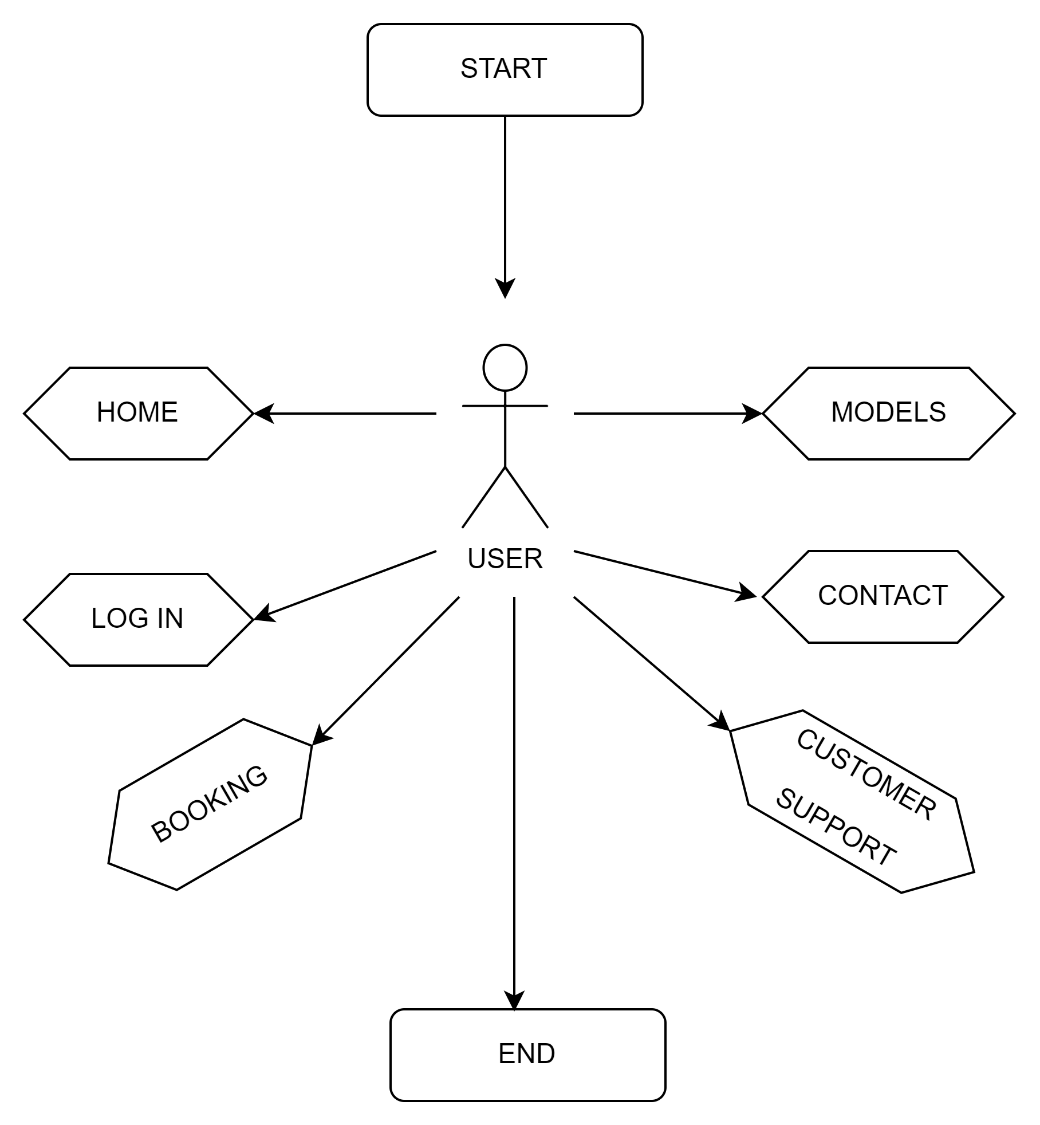 START
HOME
MODELS
USER
LOG IN
CONTACT
BOOKING
CUSTOMER
SUPPORT
END